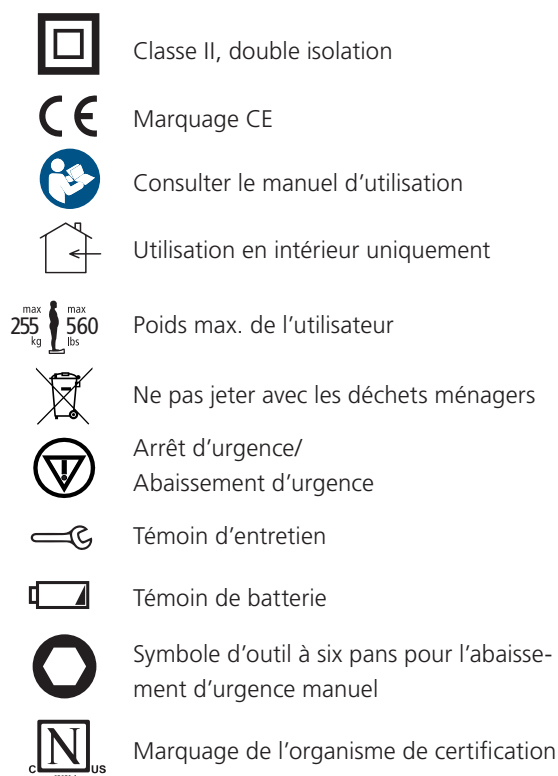 Classe II, double isolation
CE
Marquage CE
Consulter le manuel d’utilisation
Utilisation en intérieur uniquement
max max
255 560
kg lbs
Poids max. de l’utilisateur
Ne pas jeter avec les déchets ménagers
Arrêt d’urgence/
Abaissement d’urgence
Témoin d’entretien
Témoin de batterie
Symbole d’outil à six pans pour l’abaisse-
ment d’urgence manuel
N
C US
Marquage de l’organisme de certification